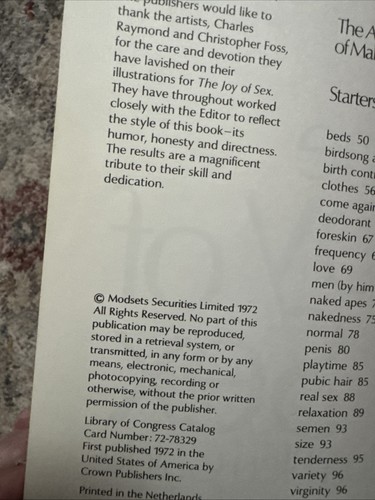 publishers would like to
thank the artists, Charles
Raymond and Christopher Foss,
for the care and devotion they
have lavished on their
illustrations for The Joy of Sex.
They have throughout worked
closely with the Editor to reflect
the style of this book–its
humor, honesty and directness.
The results are a magnificent
tribute to their skill and
dedication.
© Modsets Securities Limited 1972
All Rights Reserved. No part of this
publication may be reproduced,
stored in a retrieval system, or
transmitted, in any form or by any
means, electronic, mechanical,
photocopying, recording or
otherwise, without the prior written
permission of the publisher.
Library of Congress Catalog
Card Number: 72-78329
First published 1972 in the
United States of America by
Crown Publishers Inc.
Printed in the Netherlands
The
of
Starters
beds 50
birdsong
birth
clothes 56
come
deodorant
foreskin 67
frequency
love 69
men (by him
naked apes
nakedness 75
normal 78
penis 80
playtime 85
pubic hair 85
real sex 88
relaxation 89
semen 93
size 93
tenderness 95
variety 96
virginity 96